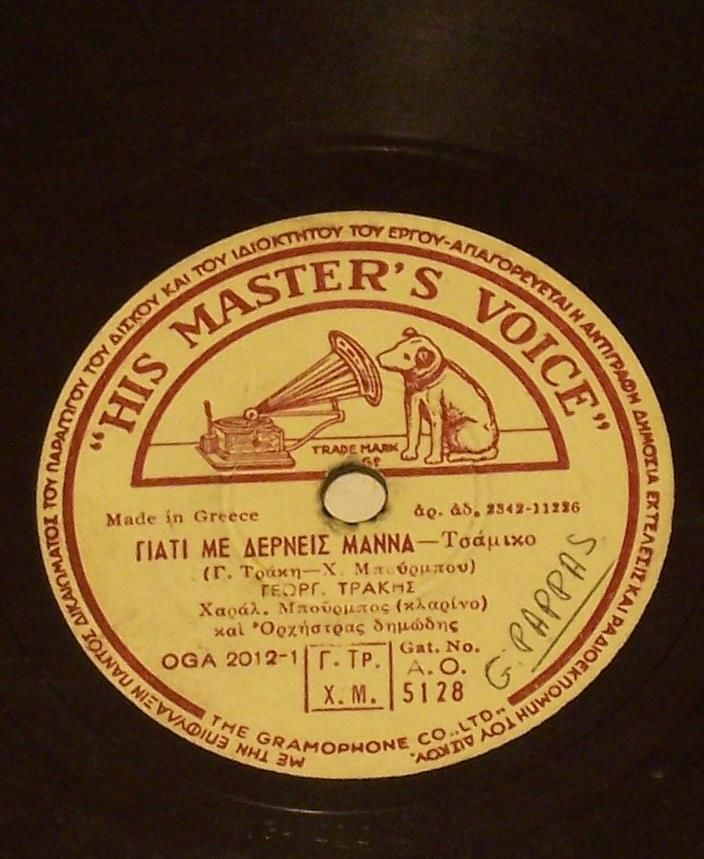 ΜΕ ΤΗΝ ΕΠΙΦΥΛΑΞΙΝ ΠΑΝΤΟΣ ΔΙΚΑΙΩΜΑΤΟΣ ΤΟΥ ΠΑΡΑΓΩΓΟΥ ΤΟΥ ΔΙΣΚΟΥ ΚΑΙ ΤΟΥ ΙΔΙΟΚΤΗΤΟΥ ΤΟΥ ΕΡΓΟΥ-ΑΠΑΓΟΡΕΥΕΤΑΙ Η ΑΝΤΙΓΡΑΦΗ ΔΗΜΟΣΙΑ ΕΚΤΕΛΕΣΙΣ ΚΑΙ ΡΑΔΙΟΕΚΠΟΜΠΗ ΤΟΥ ΔΙΣΚΟΥ.
"HIS MASTER'S VOICE"
TRADE MARK
Made in Greece
ἀρ. ἀδ. 2342-11226
ΓΙΑΤΙ ΜΕ ΔΕΡΝΕΙΣ ΜΑΝΝΑ—Τσάμικο
(Γ. Τράκη—Χ. Μπούρμπου)
ΓΕΩΡΓ. ΤΡΑΚΗΣ
Χαράλ. Μπούρμπος (κλαρίνο)
καὶ Ὀρχήστρας δημώδης
OGA 2012-1
Γ. ΤΡ.
Χ. Μ.
Cat. No.
A. O.
5128
G. PAPPAS
THE GRAMOPHONE CO., LTD.